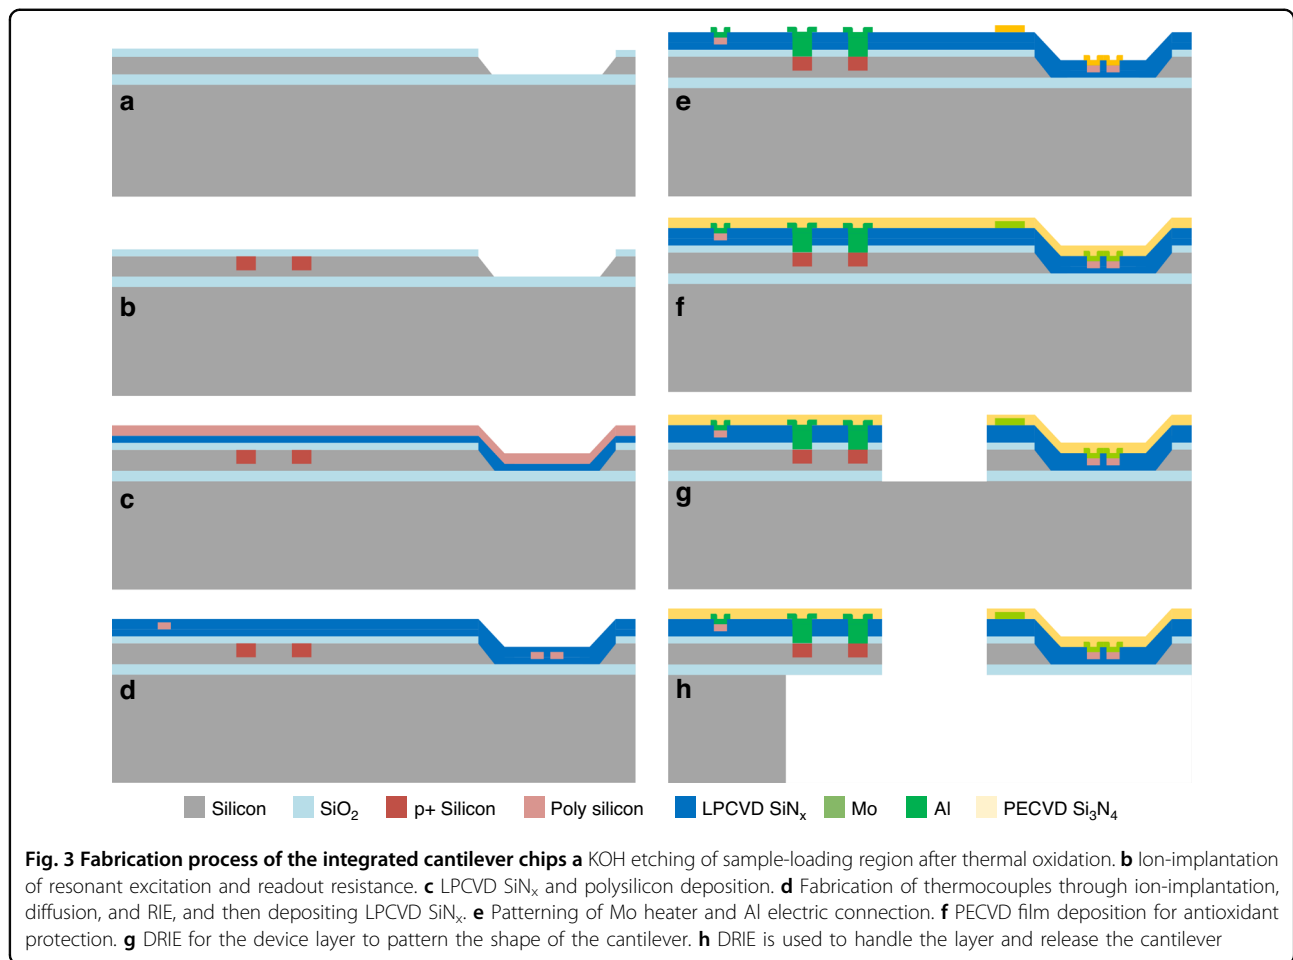 a
b
c
d
e
f
g
h
Silicon SiO₂ p+ Silicon Poly silicon LPCVD SiNₓ Mo Al PECVD Si₃N₄
Fig. 3 Fabrication process of the integrated cantilever chips a KOH etching of sample-loading region after thermal oxidation. b Ion-implantation
of resonant excitation and readout resistance. c LPCVD SiNₓ and polysilicon deposition. d Fabrication of thermocouples through ion-implantation,
diffusion, and RIE, and then depositing LPCVD SiNₓ. e Patterning of Mo heater and Al electric connection. f PECVD film deposition for antioxidant
protection. g DRIE for the device layer to pattern the shape of the cantilever. h DRIE is used to handle the layer and release the cantilever